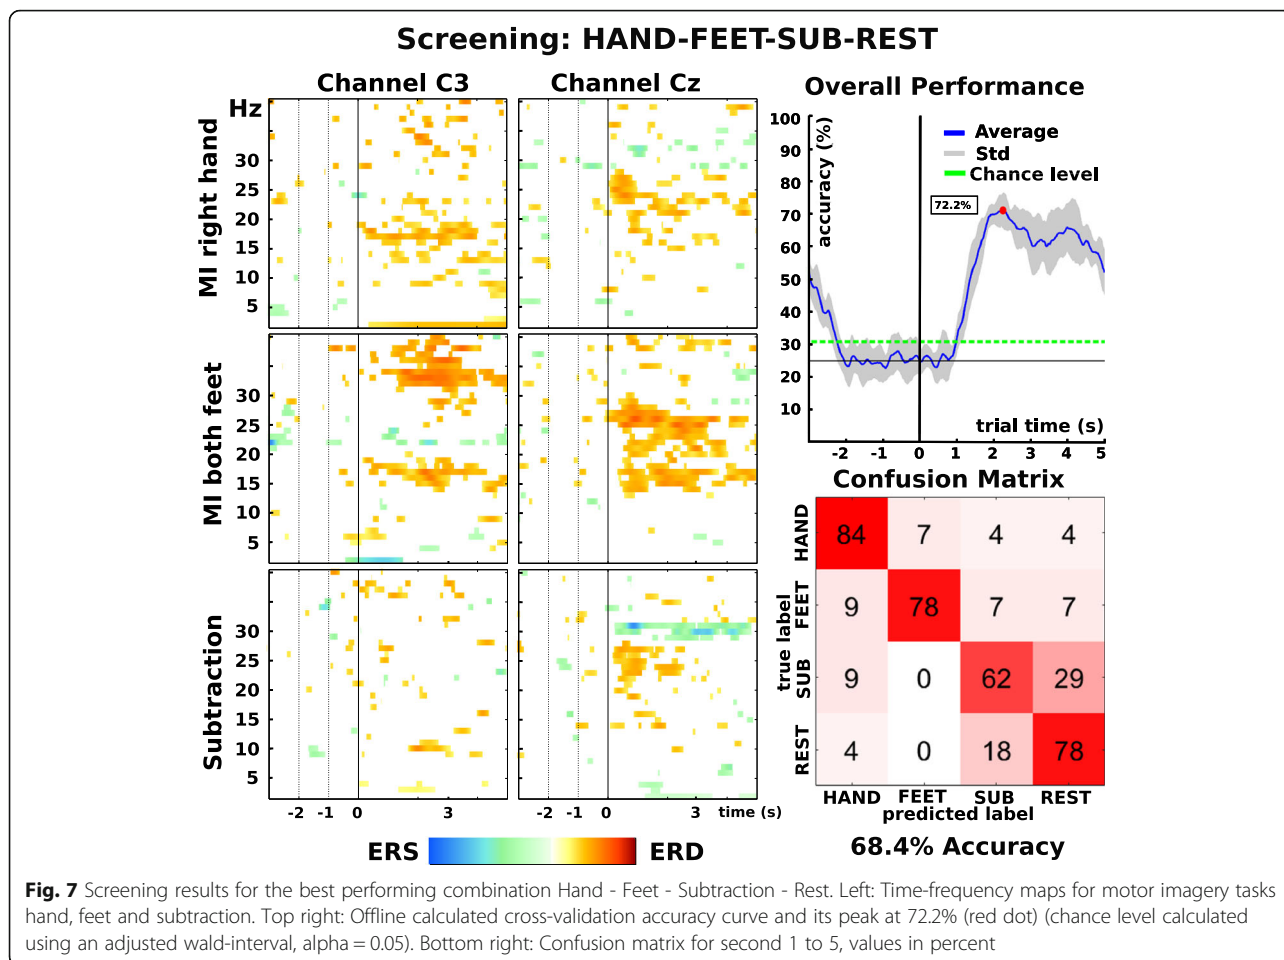 Screening: HAND-FEET-SUB-REST
Channel C3
Channel Cz
Hz
MI right hand
30
25
20
15
10
5
MI both feet
30
25
20
15
10
5
Subtraction
30
25
20
15
10
5
-2 -1 0 3
-2 -1 0 3 time (s)
ERS ERD
Overall Performance
accuracy (%)
100
90
80
70
60
50
40
30
20
10
Average
Std
Chance level
72.2%
trial time (s)
-2 -1 0 1 2 3 4 5
Confusion Matrix
true label
HAND 84 7 4 4
FEET 9 78 7 7
SUB 9 0 62 29
REST 4 0 18 78
HAND FEET SUB REST
predicted label
68.4% Accuracy
Fig. 7 Screening results for the best performing combination Hand - Feet - Subtraction - Rest. Left: Time-frequency maps for motor imagery tasks
hand, feet and subtraction. Top right: Offline calculated cross-validation accuracy curve and its peak at 72.2% (red dot) (chance level calculated
using an adjusted wald-interval, alpha = 0.05). Bottom right: Confusion matrix for second 1 to 5, values in percent